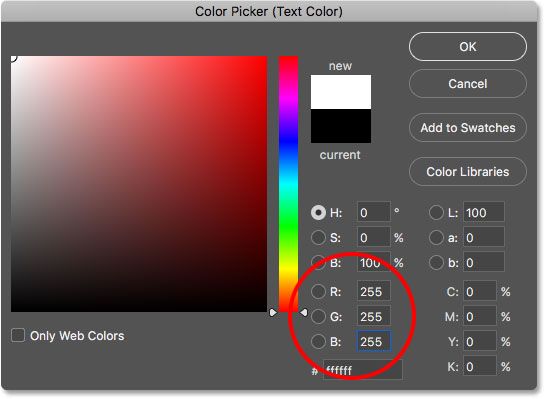 Color Picker (Text Color)
new
current
OK
Cancel
Add to Swatches
Color Libraries
H: 0 °
S: 0 %
B: 100 %
R: 255
G: 255
B: 255
# ffffff
L: 100
a: 0
b: 0
C: 0 %
M: 0 %
Y: 0 %
K: 0 %
Only Web Colors